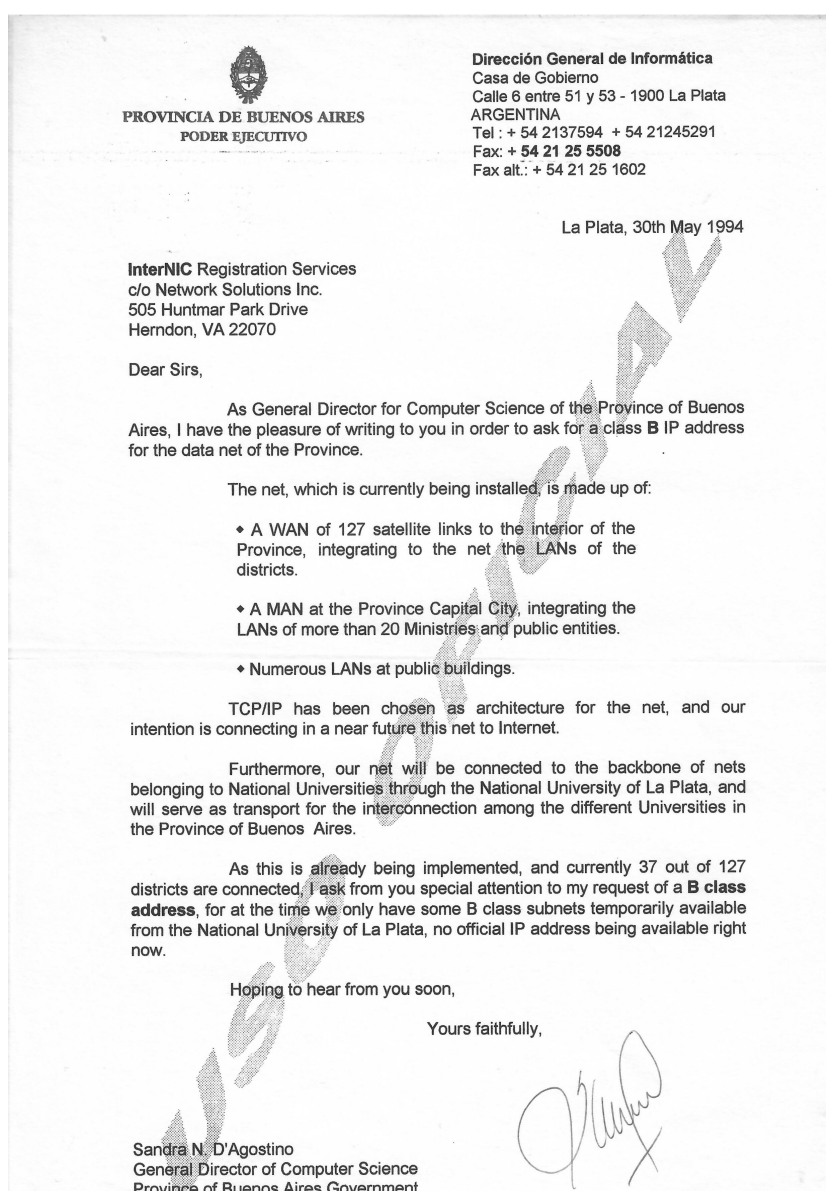 PROVINCIA DE BUENOS AIRES
PODER EJECUTIVO
Dirección General de Informática
Casa de Gobierno
Calle 6 entre 51 y 53 - 1900 La Plata
ARGENTINA
Tel : + 54 2137594 + 54 21245291
Fax: + 54 21 25 5508
Fax alt.: + 54 21 25 1602
La Plata, 30th May 1994
InterNIC Registration Services
c/o Network Solutions Inc.
505 Huntmar Park Drive
Herndon, VA 22070
Dear Sirs,
As General Director for Computer Science of the Province of Buenos
Aires, I have the pleasure of writing to you in order to ask for a class B IP address
for the data net of the Province.
The net, which is currently being installed, is made up of:
♦ A WAN of 127 satellite links to the interior of the
Province, integrating to the net the LANs of the
districts.
♦ A MAN at the Province Capital City, integrating the
LANs of more than 20 Ministries and public entities.
♦ Numerous LANs at public buildings.
TCP/IP has been chosen as architecture for the net, and our
intention is connecting in a near future this net to Internet.
Furthermore, our net will be connected to the backbone of nets
belonging to National Universities through the National University of La Plata, and
will serve as transport for the interconnection among the different Universities in
the Province of Buenos Aires.
As this is already being implemented, and currently 37 out of 127
districts are connected, I ask from you special attention to my request of a B class
address, for at the time we only have some B class subnets temporarily available
from the National University of La Plata, no official IP address being available right
now.
Hoping to hear from you soon,
Yours faithfully,
Sandra N. D'Agostino
General Director of Computer Science
Province of Buenos Aires Government
USO OFICIAL